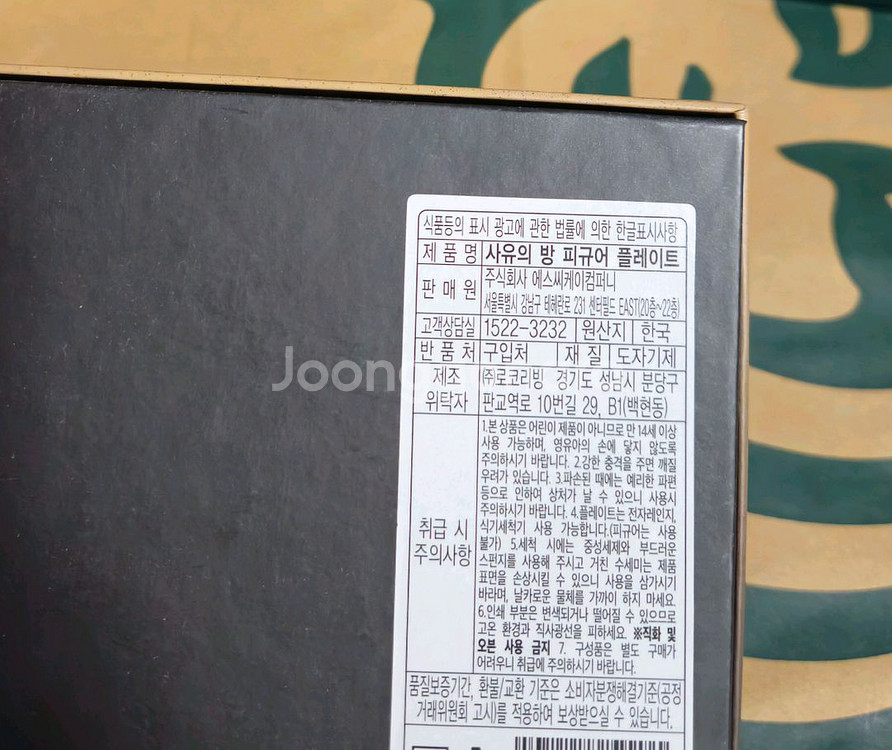 식품등의 표시 광고에 관한 법률에 의한 한글표시사항
제 품 명 사유의 방 피규어 플레이트
판 매 원 주식회사 에스씨케이컴퍼니
서울특별시 강남구 테헤란로 231 센터필드 EAST(20층~22층)
고객상담실 1522-3232 원산지 한국
반 품 처 구입처 재 질 도자기제
제조 ㈜로코리빙 경기도 성남시 분당구
위탁자 판교역로 10번길 29, B1(백현동)
취급 시
주의사항
1.본 상품은 어린이 제품이 아니므로 만 14세 이상
사용 가능하며, 영유아의 손에 닿지 않도록
주의하시기 바랍니다. 2.강한 충격을 주면 깨질
우려가 있습니다. 3.파손된 때에는 예리한 파편
등으로 인하여 상처가 날 수 있으니 사용시
주의하시기 바랍니다. 4.플레이트는 전자레인지,
식기세척기 사용 가능합니다.(피규어는 사용
불가) 5.세척 시에는 중성세제와 부드러운
스펀지를 사용해 주시고 거친 수세미는 제품
표면을 손상시킬 수 있으니 사용을 삼가시기
바라며, 날카로운 물체를 가까이 하지 마세요.
6.인쇄 부분은 변색되거나 떨어질 수 있으므로
고온 환경과 직사광선을 피하세요. ※직화 및
오븐 사용 금지 7. 구성품은 별도 구매가
어려우니 취급에 주의하시기 바랍니다.
품질보증기간, 환불/교환 기준은 소비자분쟁해결기준(공정
거래위원회 고시)를 적용하여 보상받으실 수 있습니다.